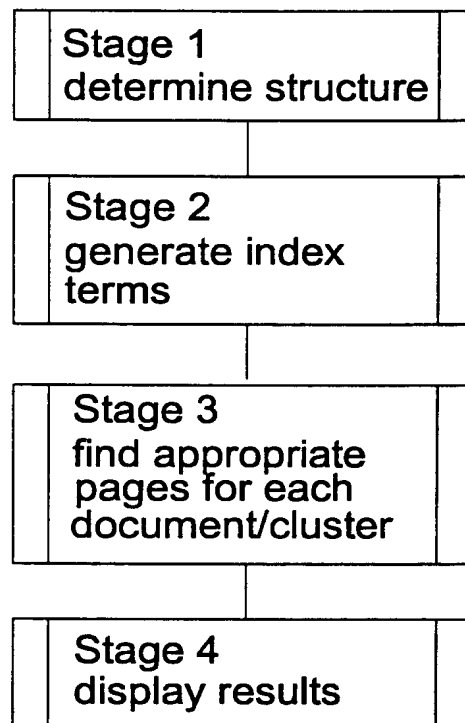 Stage 1
determine structure
Stage 2
generate index
terms
Stage 3
find appropriate
pages for each
document/cluster
Stage 4
display results